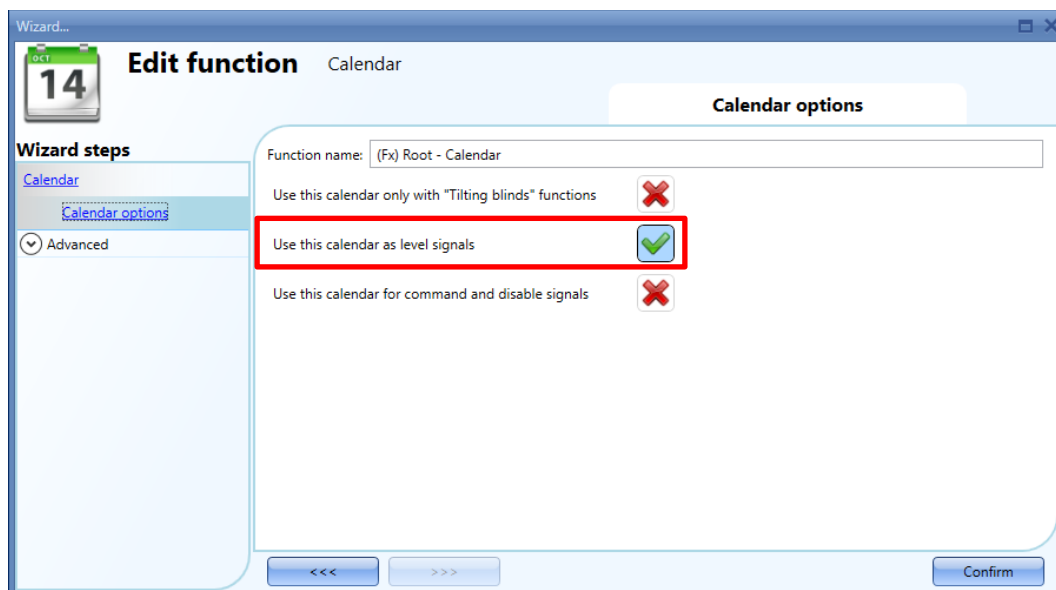 Wizard...
OCT
14
Edit function Calendar
Calendar options
Wizard steps
Calendar
Calendar options
Advanced
Function name: (Fx) Root - Calendar
Use this calendar only with "Tilting blinds" functions
Use this calendar as level signals
Use this calendar for command and disable signals
<<<
>>>
Confirm